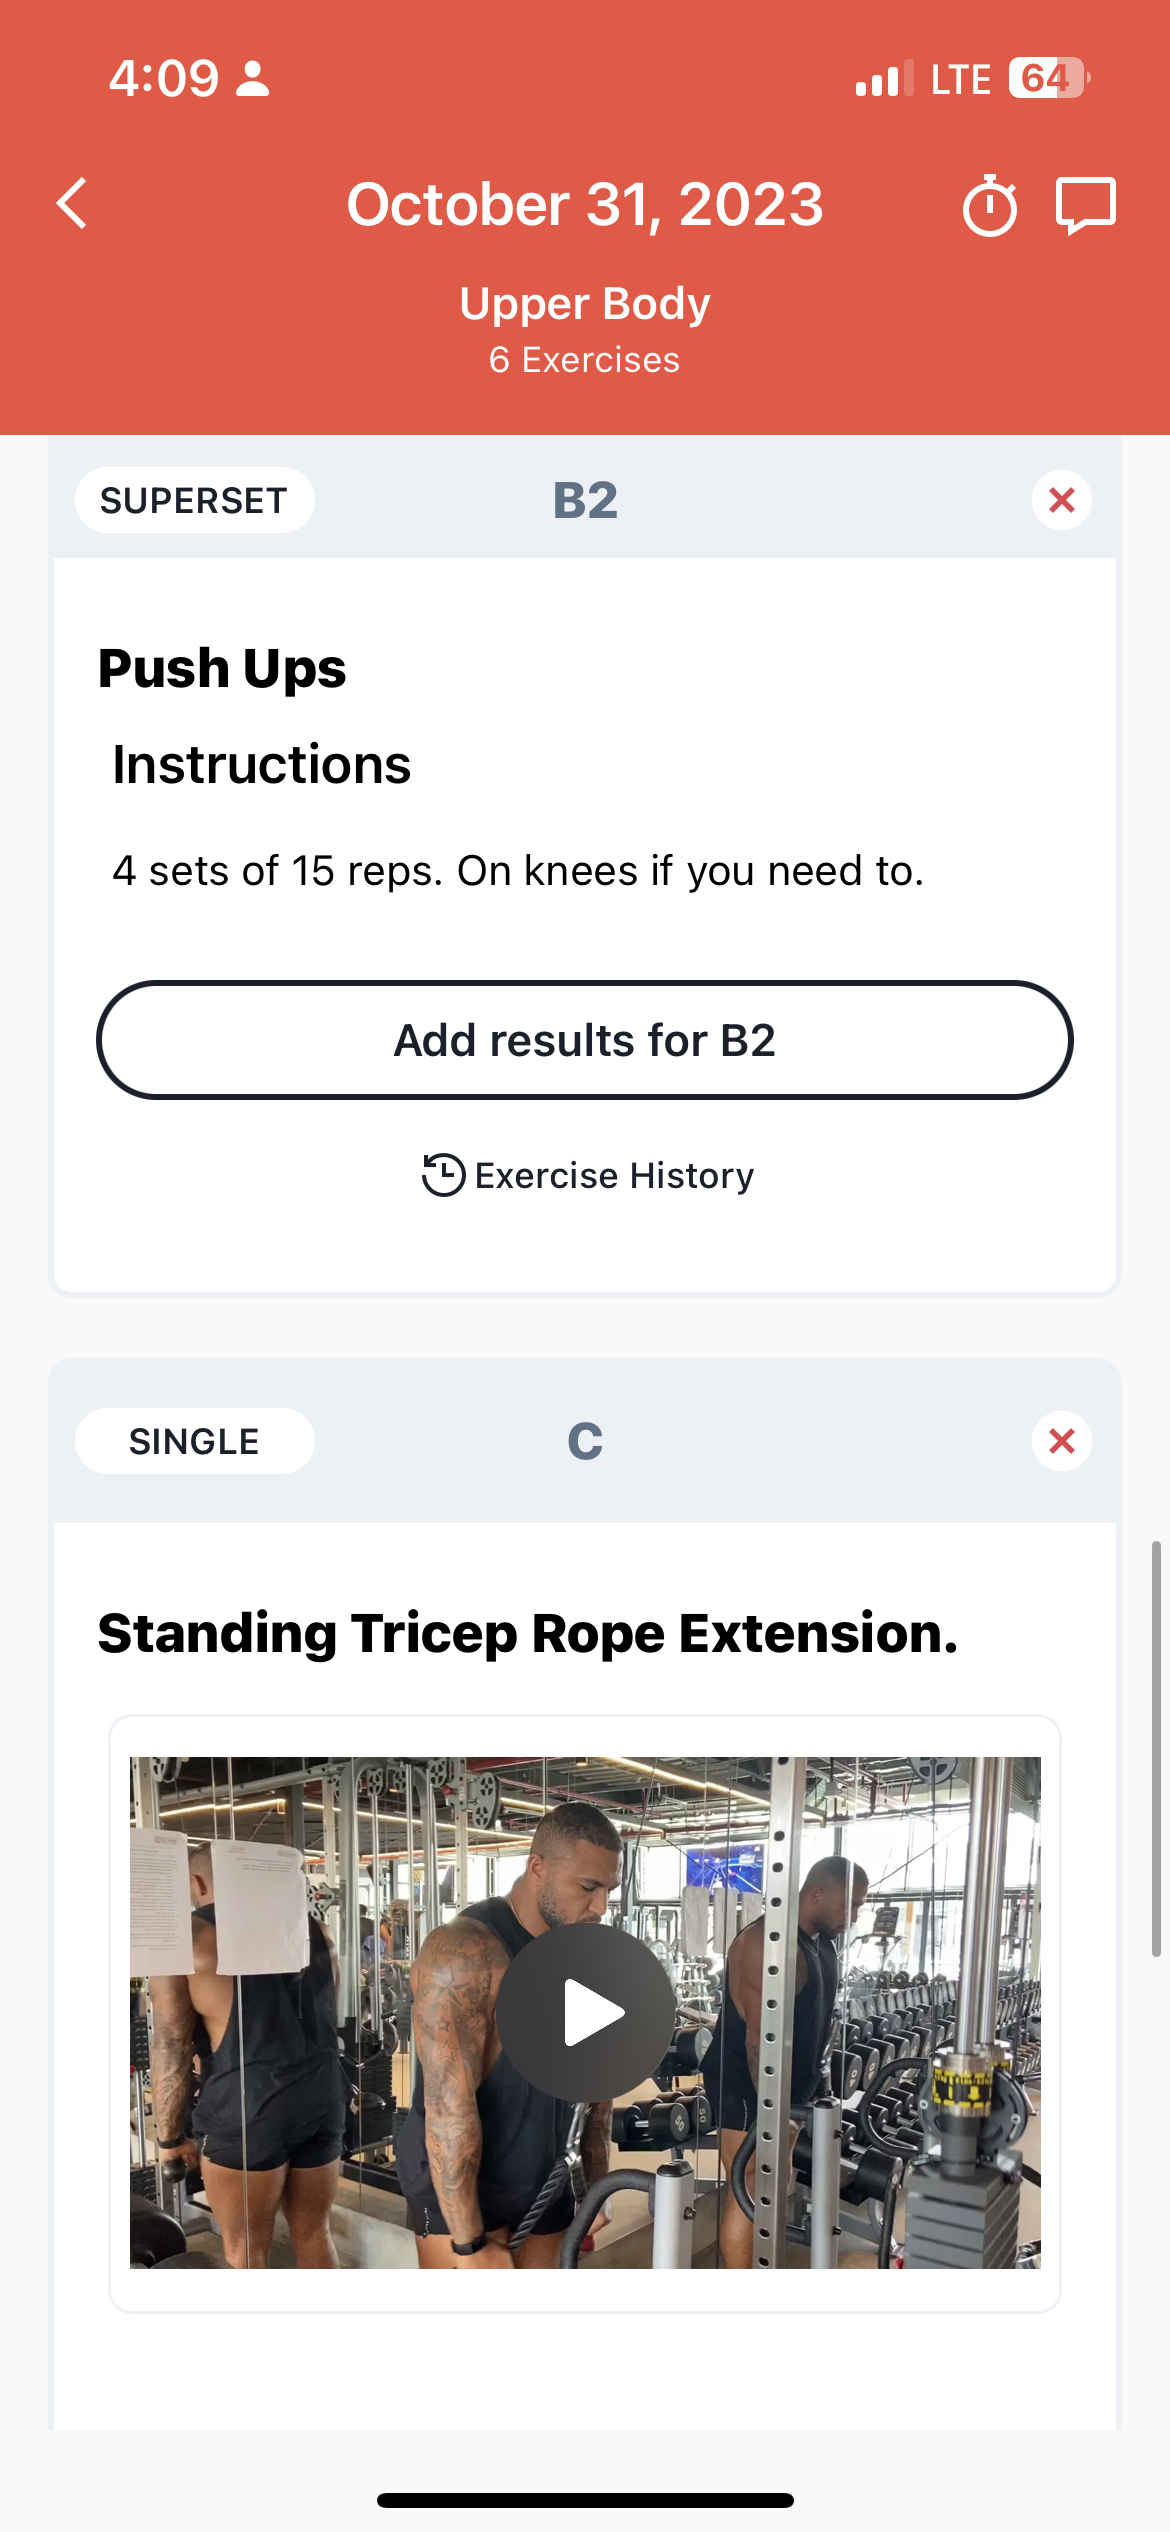 4:09
LTE 64
October 31, 2023
Upper Body
6 Exercises
SUPERSET
B2
Push Ups
Instructions
4 sets of 15 reps. On knees if you need to.
Add results for B2
Exercise History
SINGLE
C
Standing Tricep Rope Extension.
50
50